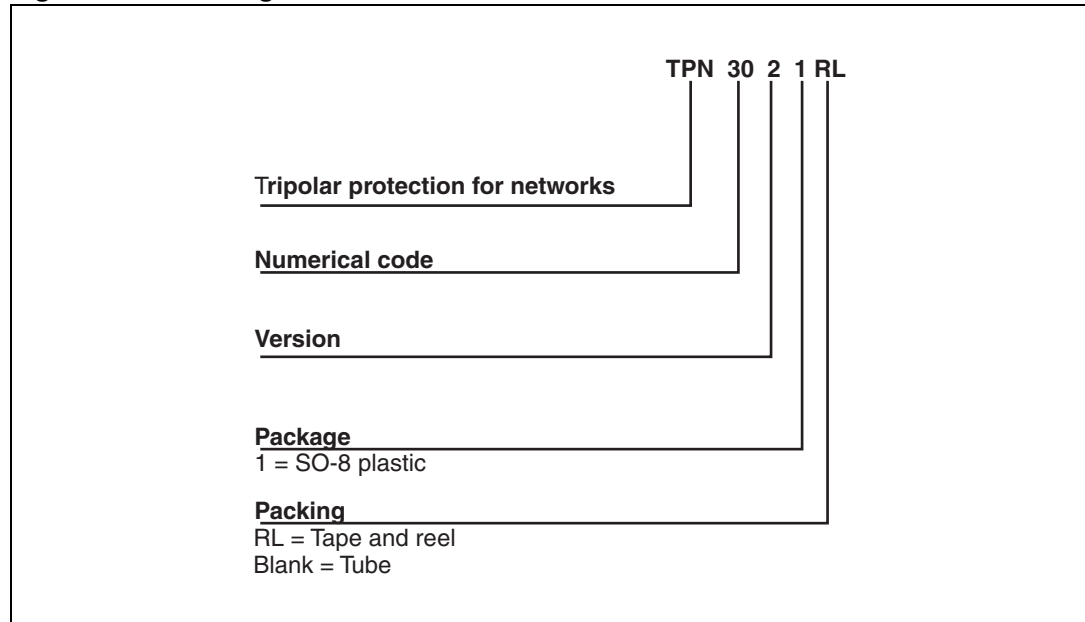 TPN 30 2 1 RL
Tripolar protection for networks
Numerical code
Version
Package
1 = SO-8 plastic
Packing
RL = Tape and reel
Blank = Tube